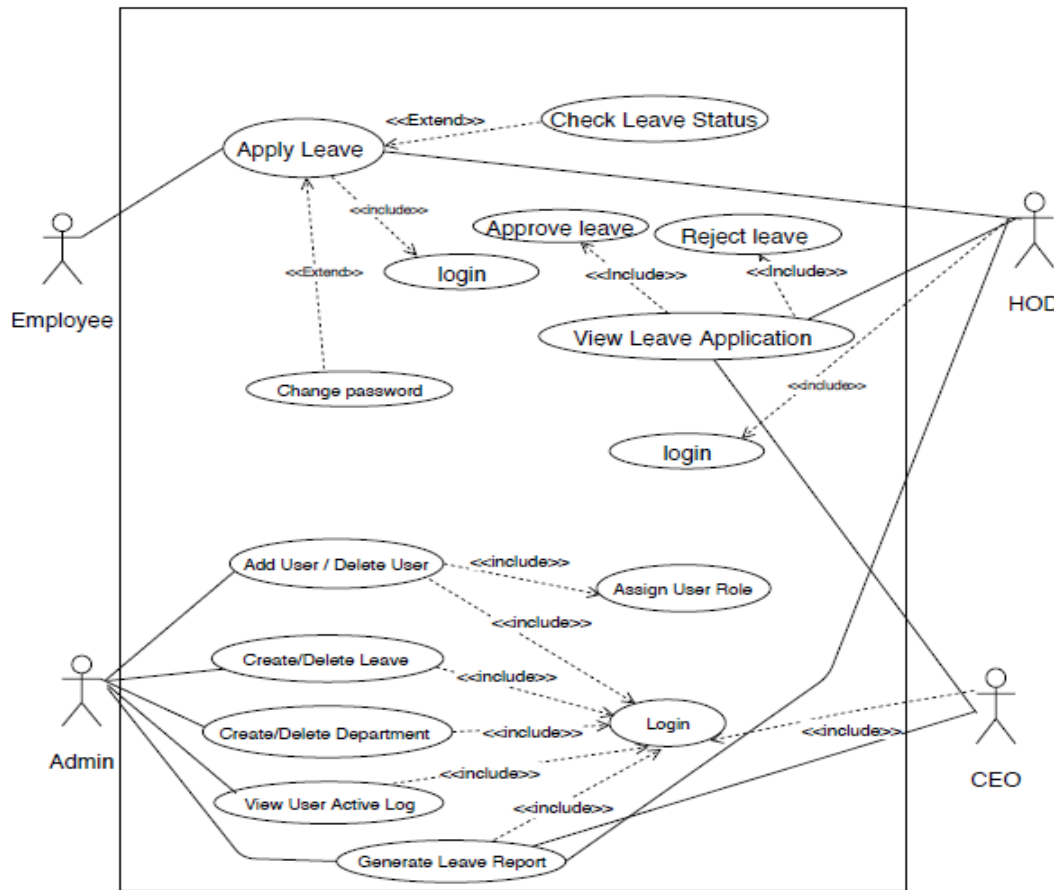 <<Extend>>
Check Leave Status
Apply Leave
<<include>>
Approve leave
Reject leave
<<Extend>>
login
<<Include>>
<<Include>>
Employee
HOD
View Leave Application
Change password
<<include>>
login
Add User / Delete User
<<include>>
Assign User Role
<<include>>
Create/Delete Leave
<<include>>
Login
Create/Delete Department
<<include>>
<<include>>
Admin
CEO
<<include>>
View User Active Log
<<include>>
Generate Leave Report